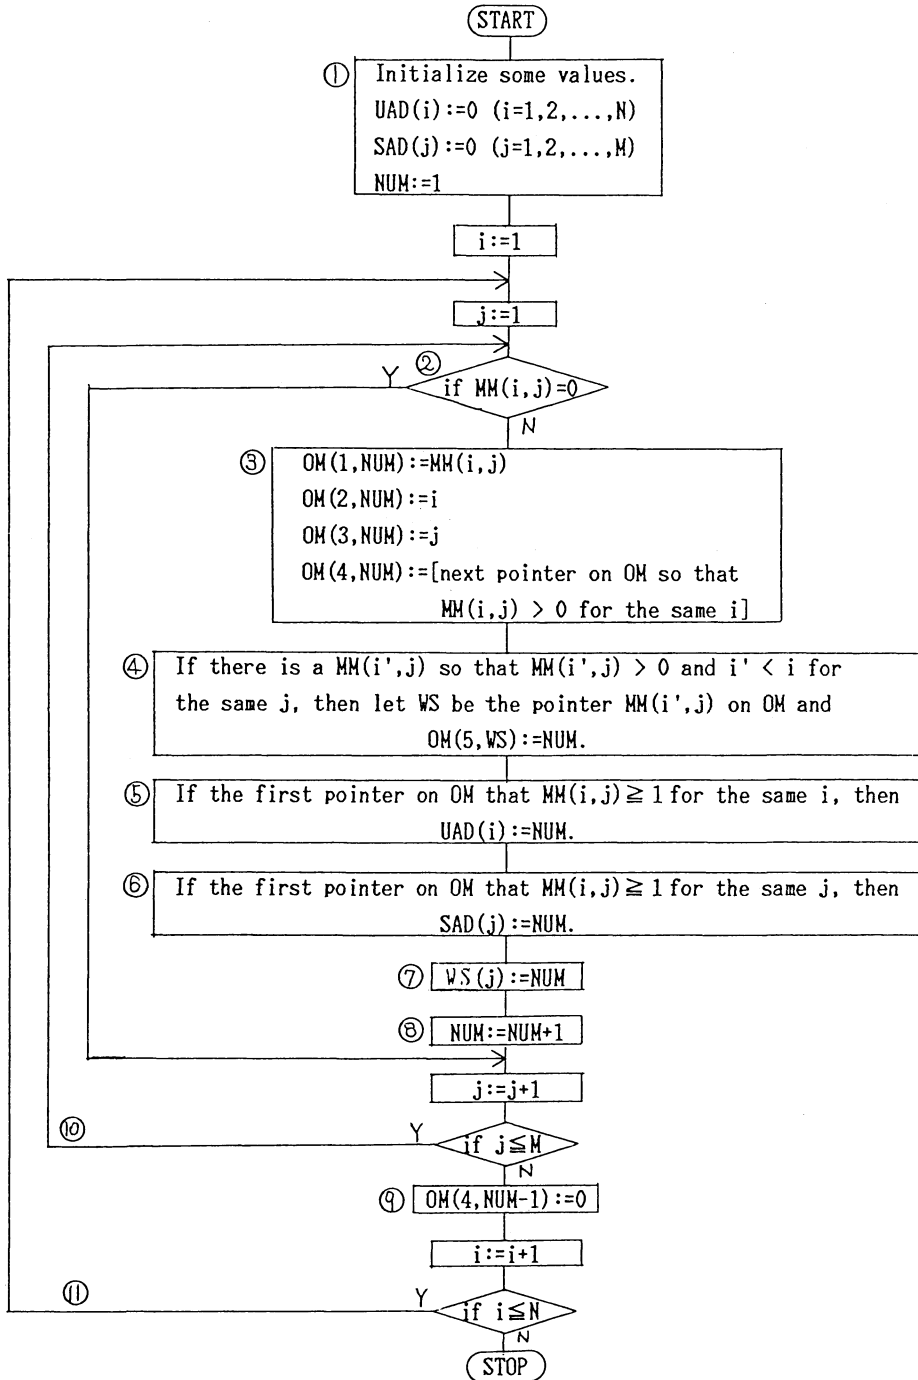 START
① Initialize some values.
UAD(i):=0 (i=1,2,...,N)
SAD(j):=0 (j=1,2,...,M)
NUM:=1
i:=1
j:=1
②
Y if MM(i,j)=0
N
③ OM(1,NUM):=MM(i,j)
OM(2,NUM):=i
OM(3,NUM):=j
OM(4,NUM):=[next pointer on OM so that
MM(i,j) > 0 for the same i]
④ If there is a MM(i',j) so that MM(i',j) > 0 and i' < i for
the same j, then let WS be the pointer MM(i',j) on OM and
OM(5,WS):=NUM.
⑤ If the first pointer on OM that MM(i,j)≧1 for the same i, then
UAD(i):=NUM.
⑥ If the first pointer on OM that MM(i,j)≧1 for the same j, then
SAD(j):=NUM.
⑦ WS(j):=NUM
⑧ NUM:=NUM+1
j:=j+1
⑩ Y if j≦M
N
⑨ OM(4,NUM-1):=0
i:=i+1
⑪ Y if i≦N
N
STOP